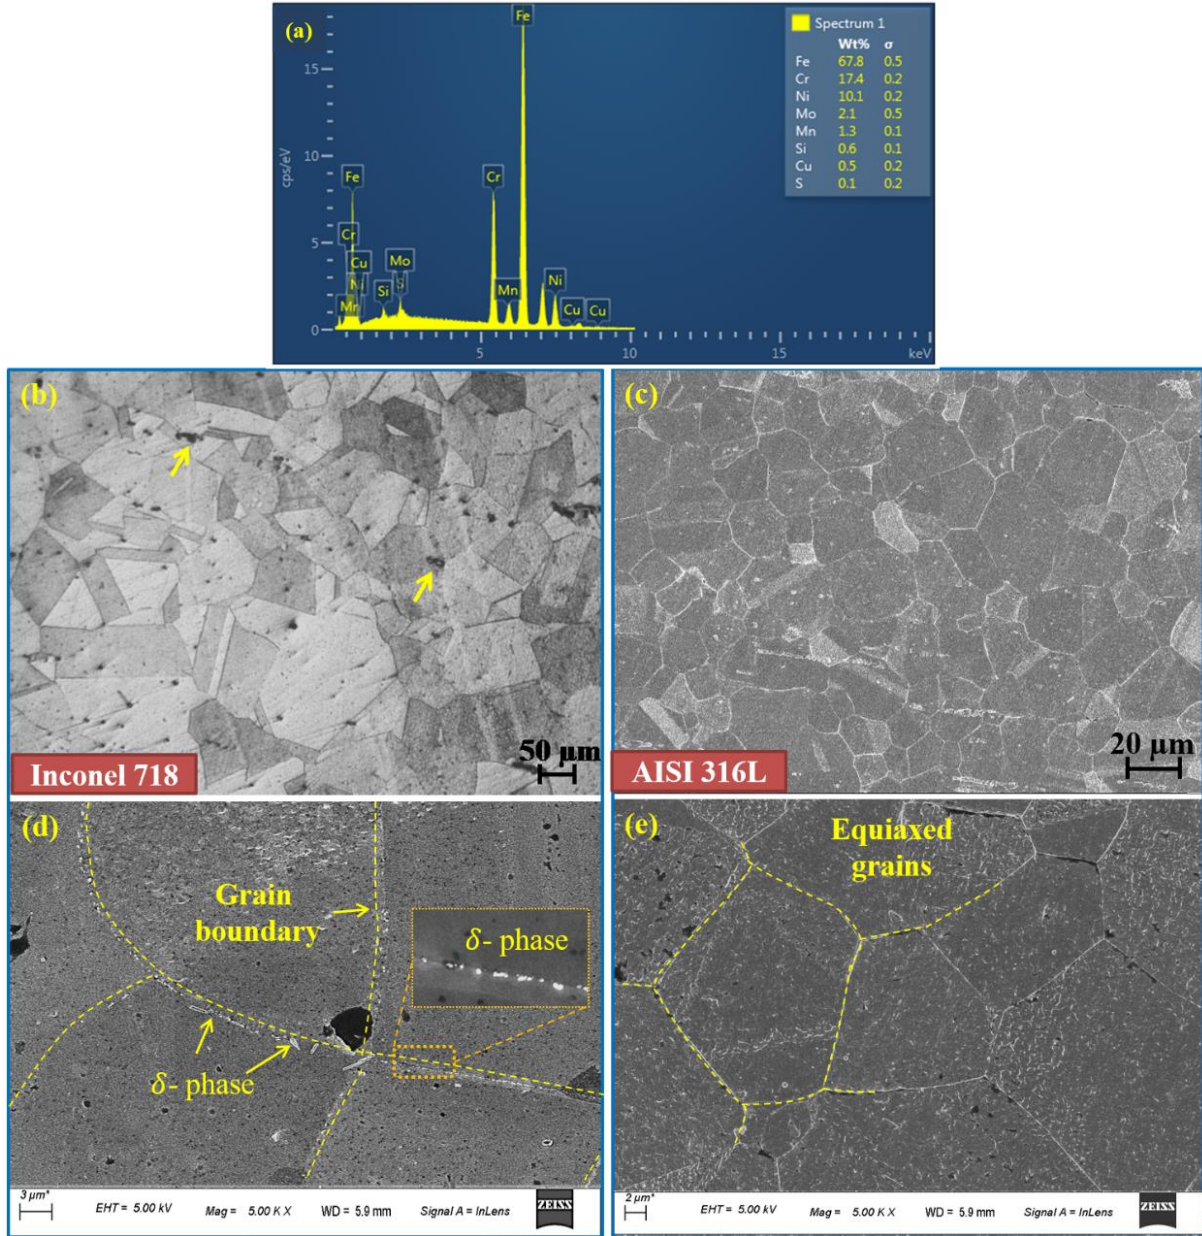 (a)
Fe
Spectrum 1
Wt% σ
Fe 67.8 0.5
Cr 17.4 0.2
Ni 10.1 0.2
Mo 2.1 0.5
Mn 1.3 0.1
Si 0.6 0.1
Cu 0.5 0.2
S 0.1 0.2
15
10
5
0
cps/eV
Fe
Cr
Cu
Ni
Mn
Si
Mo
S
Cr
Mn
Ni
Cu
Cu
5
10
15
keV
(b)
50 µm
Inconel 718
(c)
20 µm
AISI 316L
(d)
Grain
boundary
δ- phase
δ- phase
3 µm*
EHT = 5.00 kV
Mag = 5.00 K X
WD = 5.9 mm
Signal A = InLens
ZEISS
(e)
Equiaxed
grains
2 µm*
EHT = 5.00 kV
Mag = 5.00 K X
WD = 5.9 mm
Signal A = InLens
ZEISS